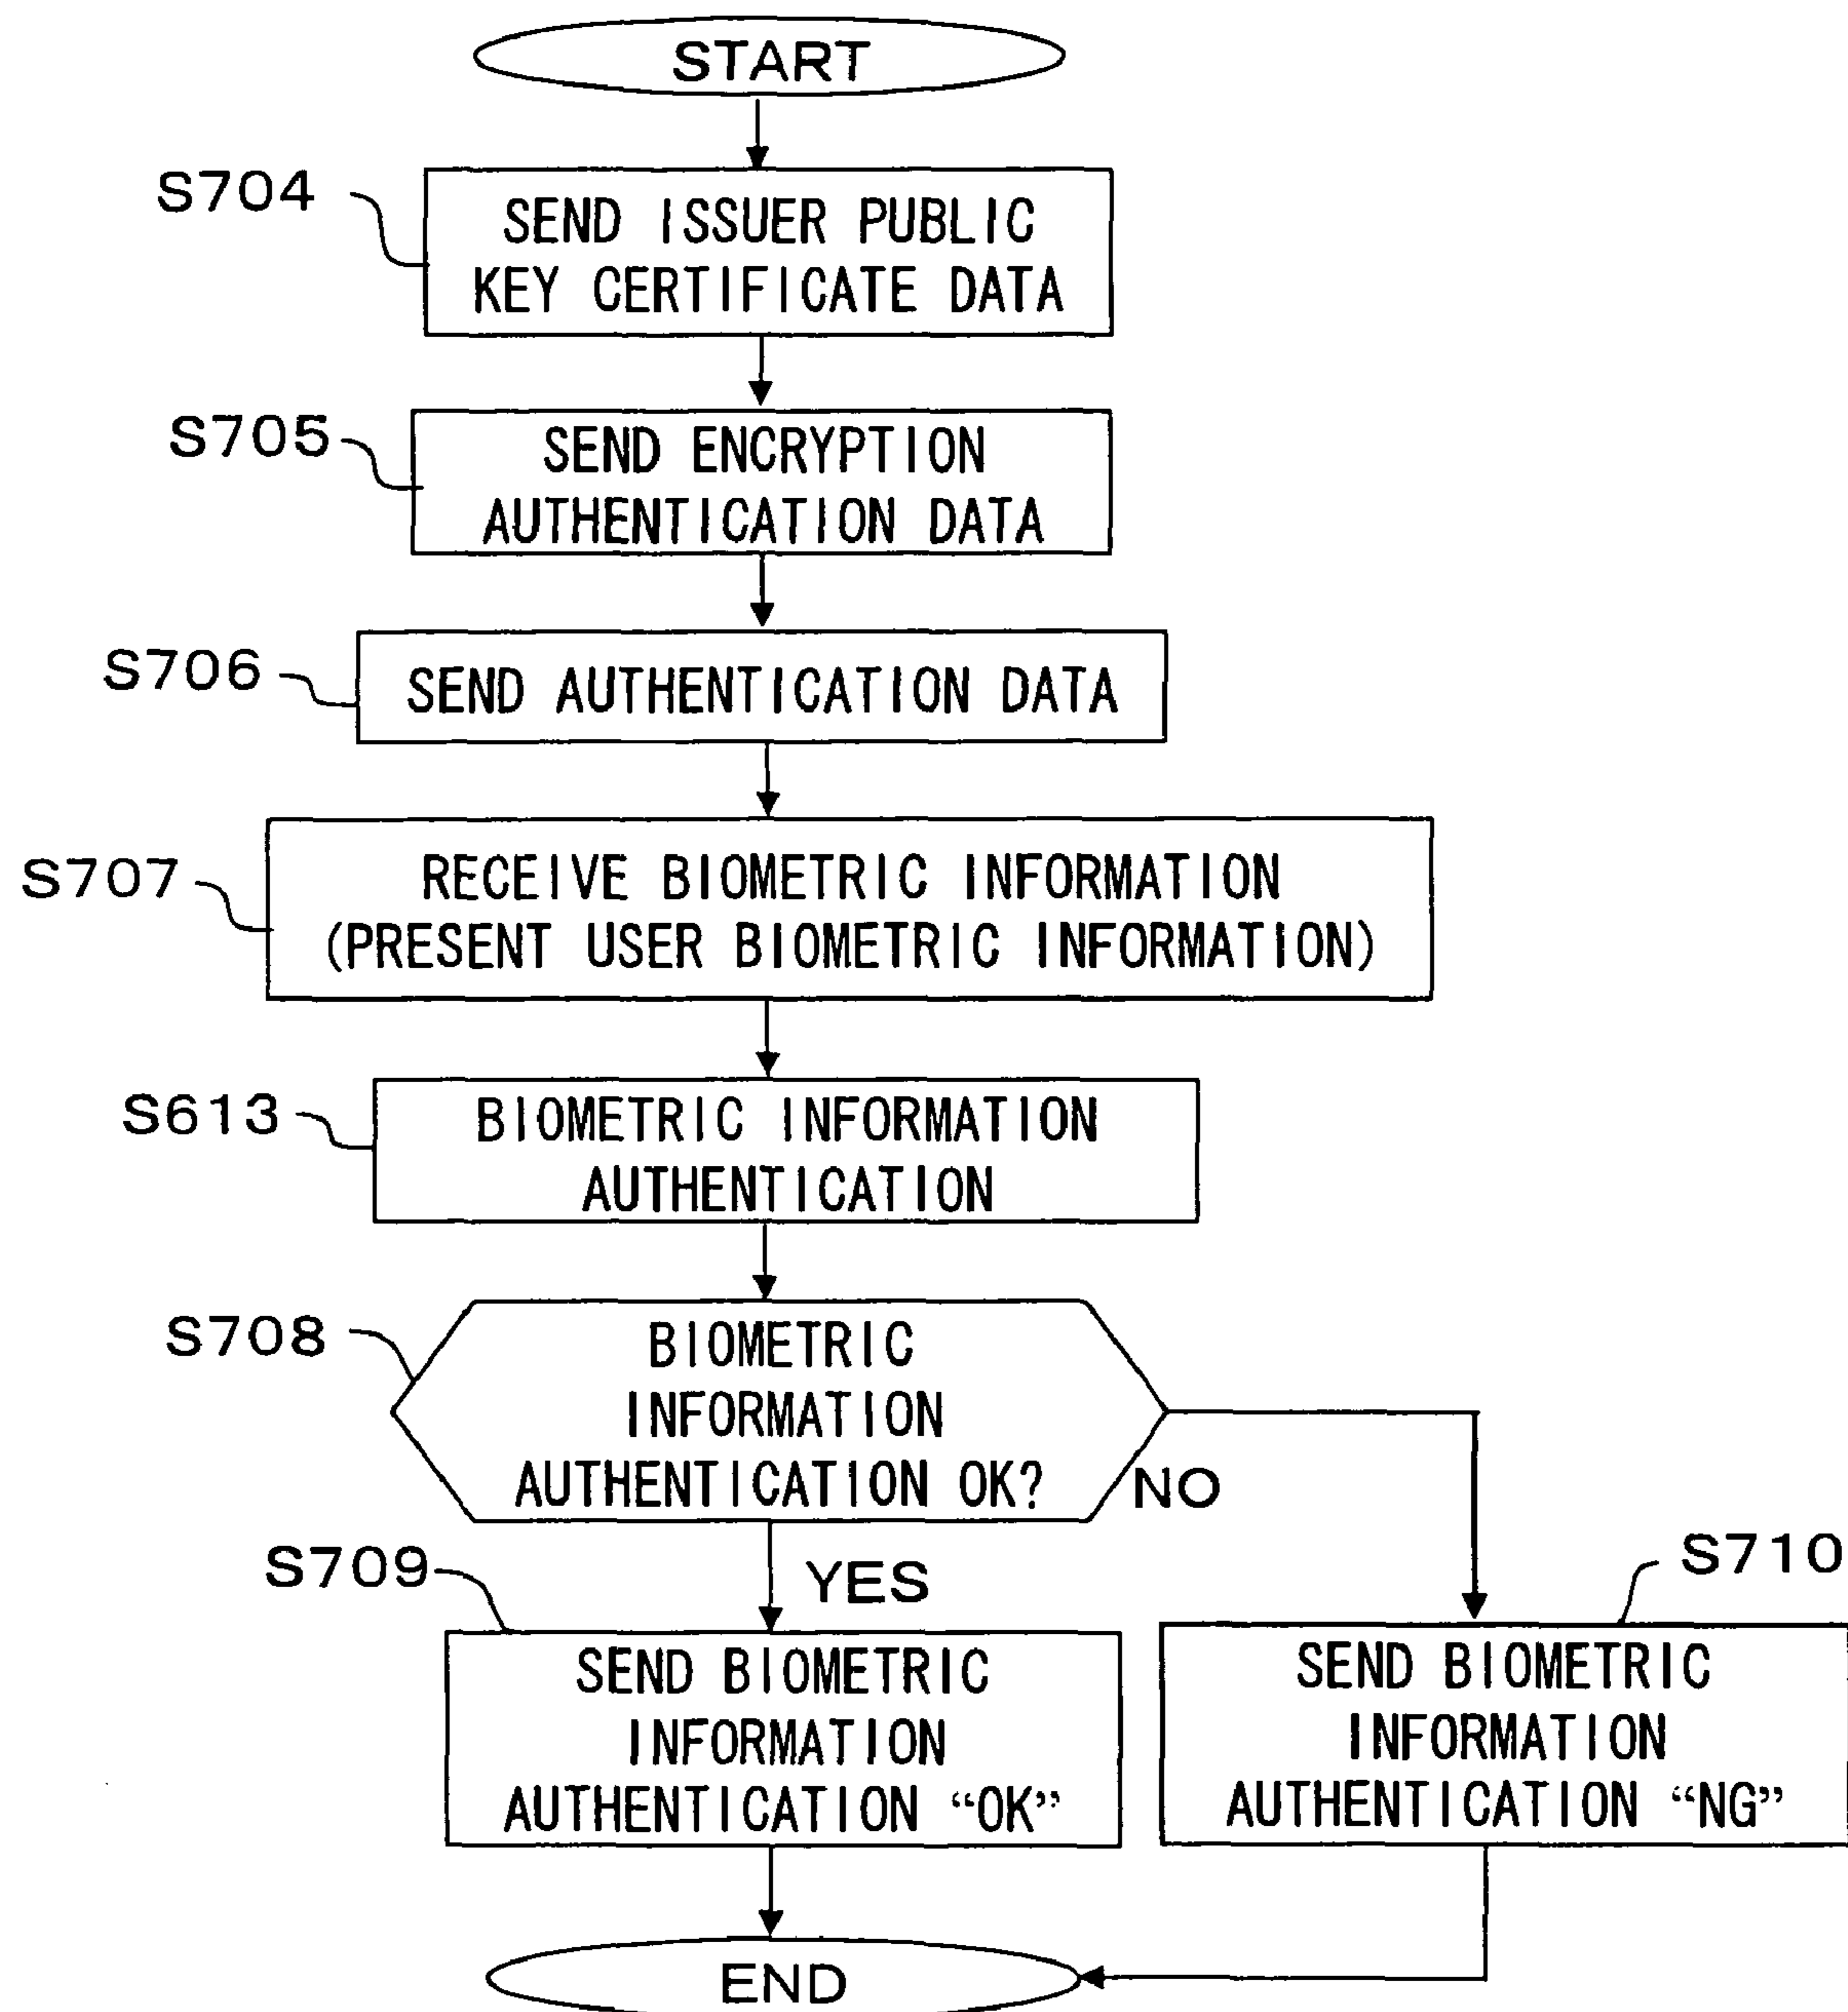 START
S704
SEND ISSUER PUBLIC
KEY CERTIFICATE DATA
S705
SEND ENCRYPTION
AUTHENTICATION DATA
S706
SEND AUTHENTICATION DATA
S707
RECEIVE BIOMETRIC INFORMATION
(PRESENT USER BIOMETRIC INFORMATION)
S613
BIOMETRIC INFORMATION
AUTHENTICATION
S708
BIOMETRIC
INFORMATION
AUTHENTICATION OK?
NO
YES
S709
SEND BIOMETRIC
INFORMATION
AUTHENTICATION “OK”
S710
SEND BIOMETRIC
INFORMATION
AUTHENTICATION “NG”
END